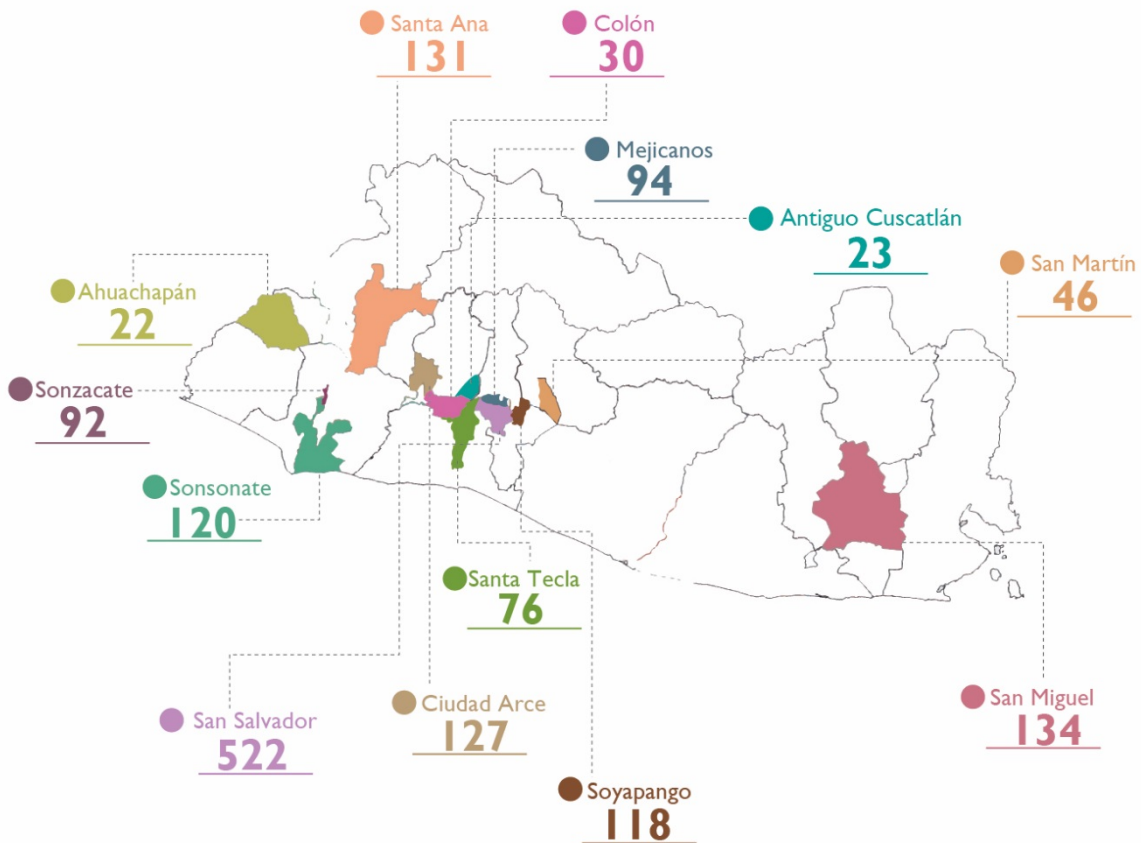 Santa Ana
131
Colón
30
Mejicanos
94
Antiguo Cuscatlán
23
San Martín
46
Ahuachapán
22
Sonzacate
92
Sonsonate
120
Santa Tecla
76
San Salvador
522
Ciudad Arce
127
San Miguel
134
Soyapango
118